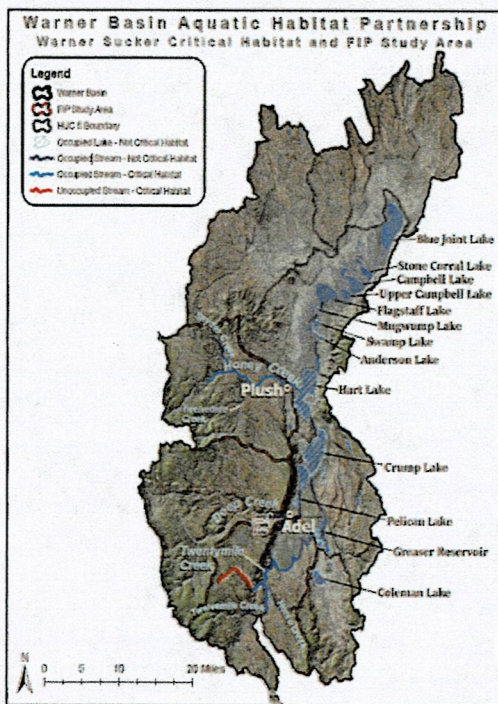 Warner Basin Aquatic Habitat Partnership
Warner Sucker Critical Habitat and FIP Study Area
Legend
Warner Basin
FIP Study Area
HUC 5 Boundary
Occupied Lake - Not Critical Habitat
Occupied Stream - Not Critical Habitat
Occupied Stream - Critical Habitat
Unoccupied Stream - Critical Habitat
Blue Joint Lake
Stone Corral Lake
Campbell Lake
Upper Campbell Lake
Flagstaff Lake
Mugwump Lake
Swamp Lake
Anderson Lake
Honey Creek
Plush
Hart Lake
Crump Lake
Deep Creek
Adel
Pelican Lake
Greaser Reservoir
Twentymile
Creek
Coleman Lake
Twelvemile Creek
N
0 5 10 20 Miles